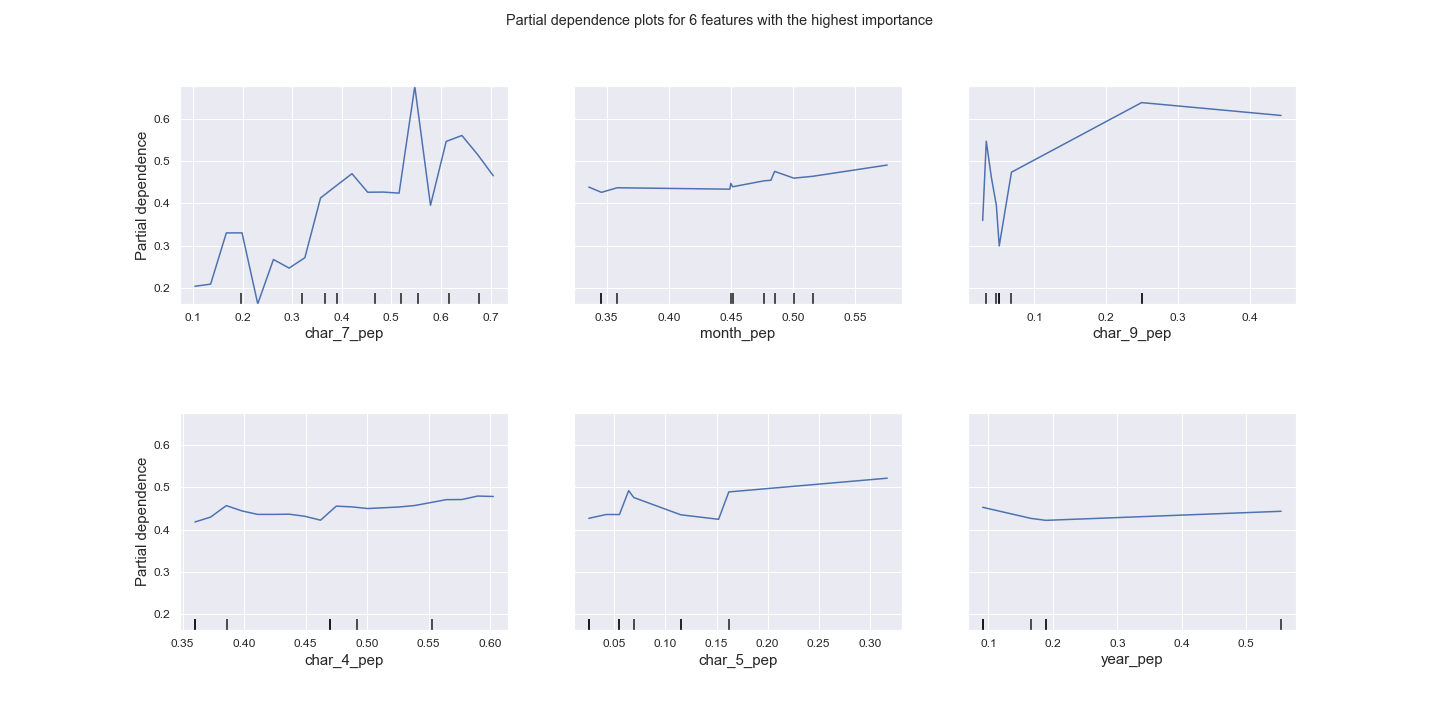 Partial dependence plots for 6 features with the highest importance
Partial dependence
0.6
0.5
0.4
0.3
0.2
0.1 0.2 0.3 0.4 0.5 0.6 0.7
char_7_pep
0.35 0.40 0.45 0.50 0.55
month_pep
0.1 0.2 0.3 0.4
char_9_pep
Partial dependence
0.6
0.5
0.4
0.3
0.2
0.35 0.40 0.45 0.50 0.55 0.60
char_4_pep
0.05 0.10 0.15 0.20 0.25 0.30
char_5_pep
0.1 0.2 0.3 0.4 0.5
year_pep